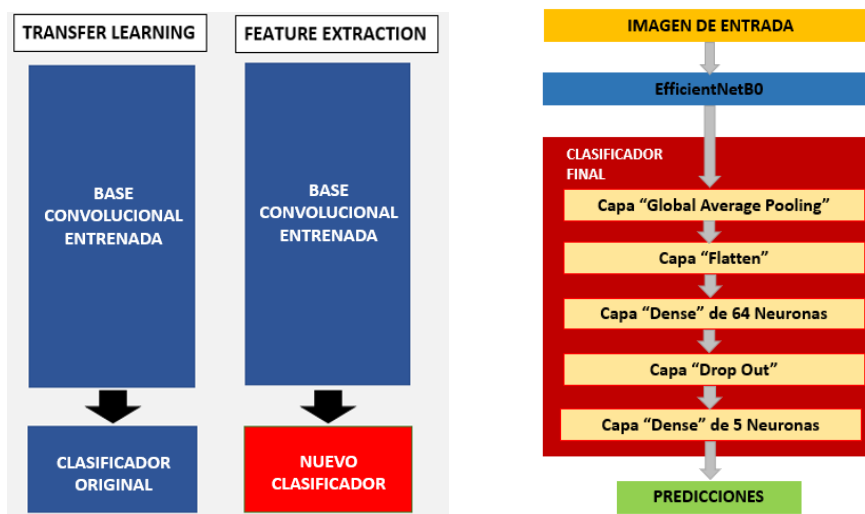 TRANSFER LEARNING
BASE
CONVOLUCIONAL
ENTRENADA
CLASIFICADOR
ORIGINAL
FEATURE EXTRACTION
BASE
CONVOLUCIONAL
ENTRENADA
NUEVO
CLASIFICADOR
IMAGEN DE ENTRADA
EfficientNetB0
CLASIFICADOR
FINAL
Capa “Global Average Pooling”
Capa “Flatten”
Capa “Dense” de 64 Neuronas
Capa “Drop Out”
Capa “Dense” de 5 Neuronas
PREDICCIONES